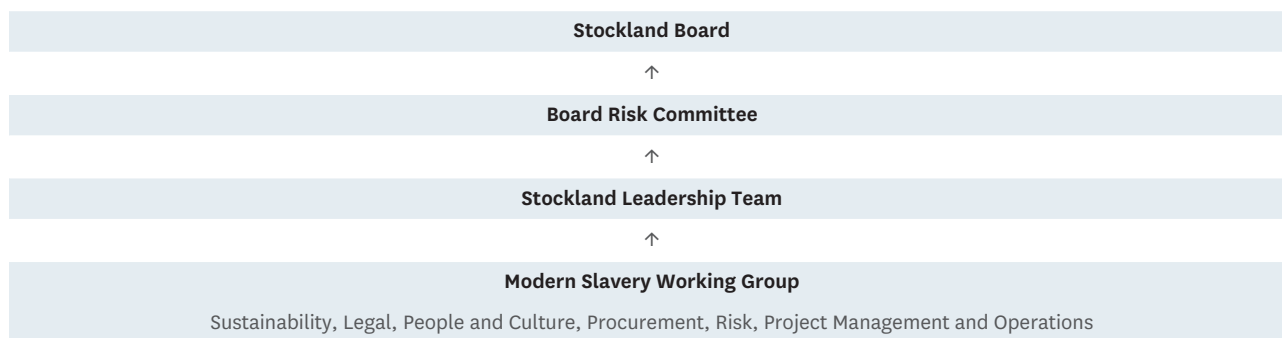 Stockland Board
↑
Board Risk Committee
↑
Stockland Leadership Team
↑
Modern Slavery Working Group
Sustainability, Legal, People and Culture, Procurement, Risk, Project Management and Operations